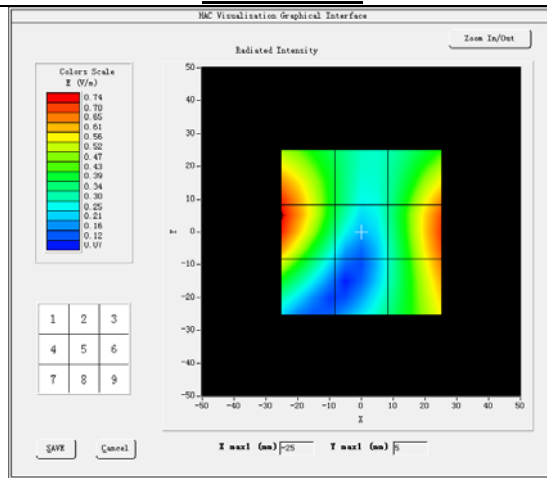 HAC Visualisation Graphical Interface
Zoom In/Out
Radiated Intensity
Colors Scale
E (V/m)
0.74
0.70
0.65
0.61
0.56
0.52
0.47
0.43
0.39
0.34
0.30
0.25
0.21
0.16
0.12
0.07
50
40
30
20
10
0
-10
-20
-30
-40
-50
Y
-50 -40 -30 -20 -10 0 10 20 30 40 50
X
1 2 3
4 5 6
7 8 9
SAVE
Cancel
X max1 (mm) -25
Y max1 (mm) 5